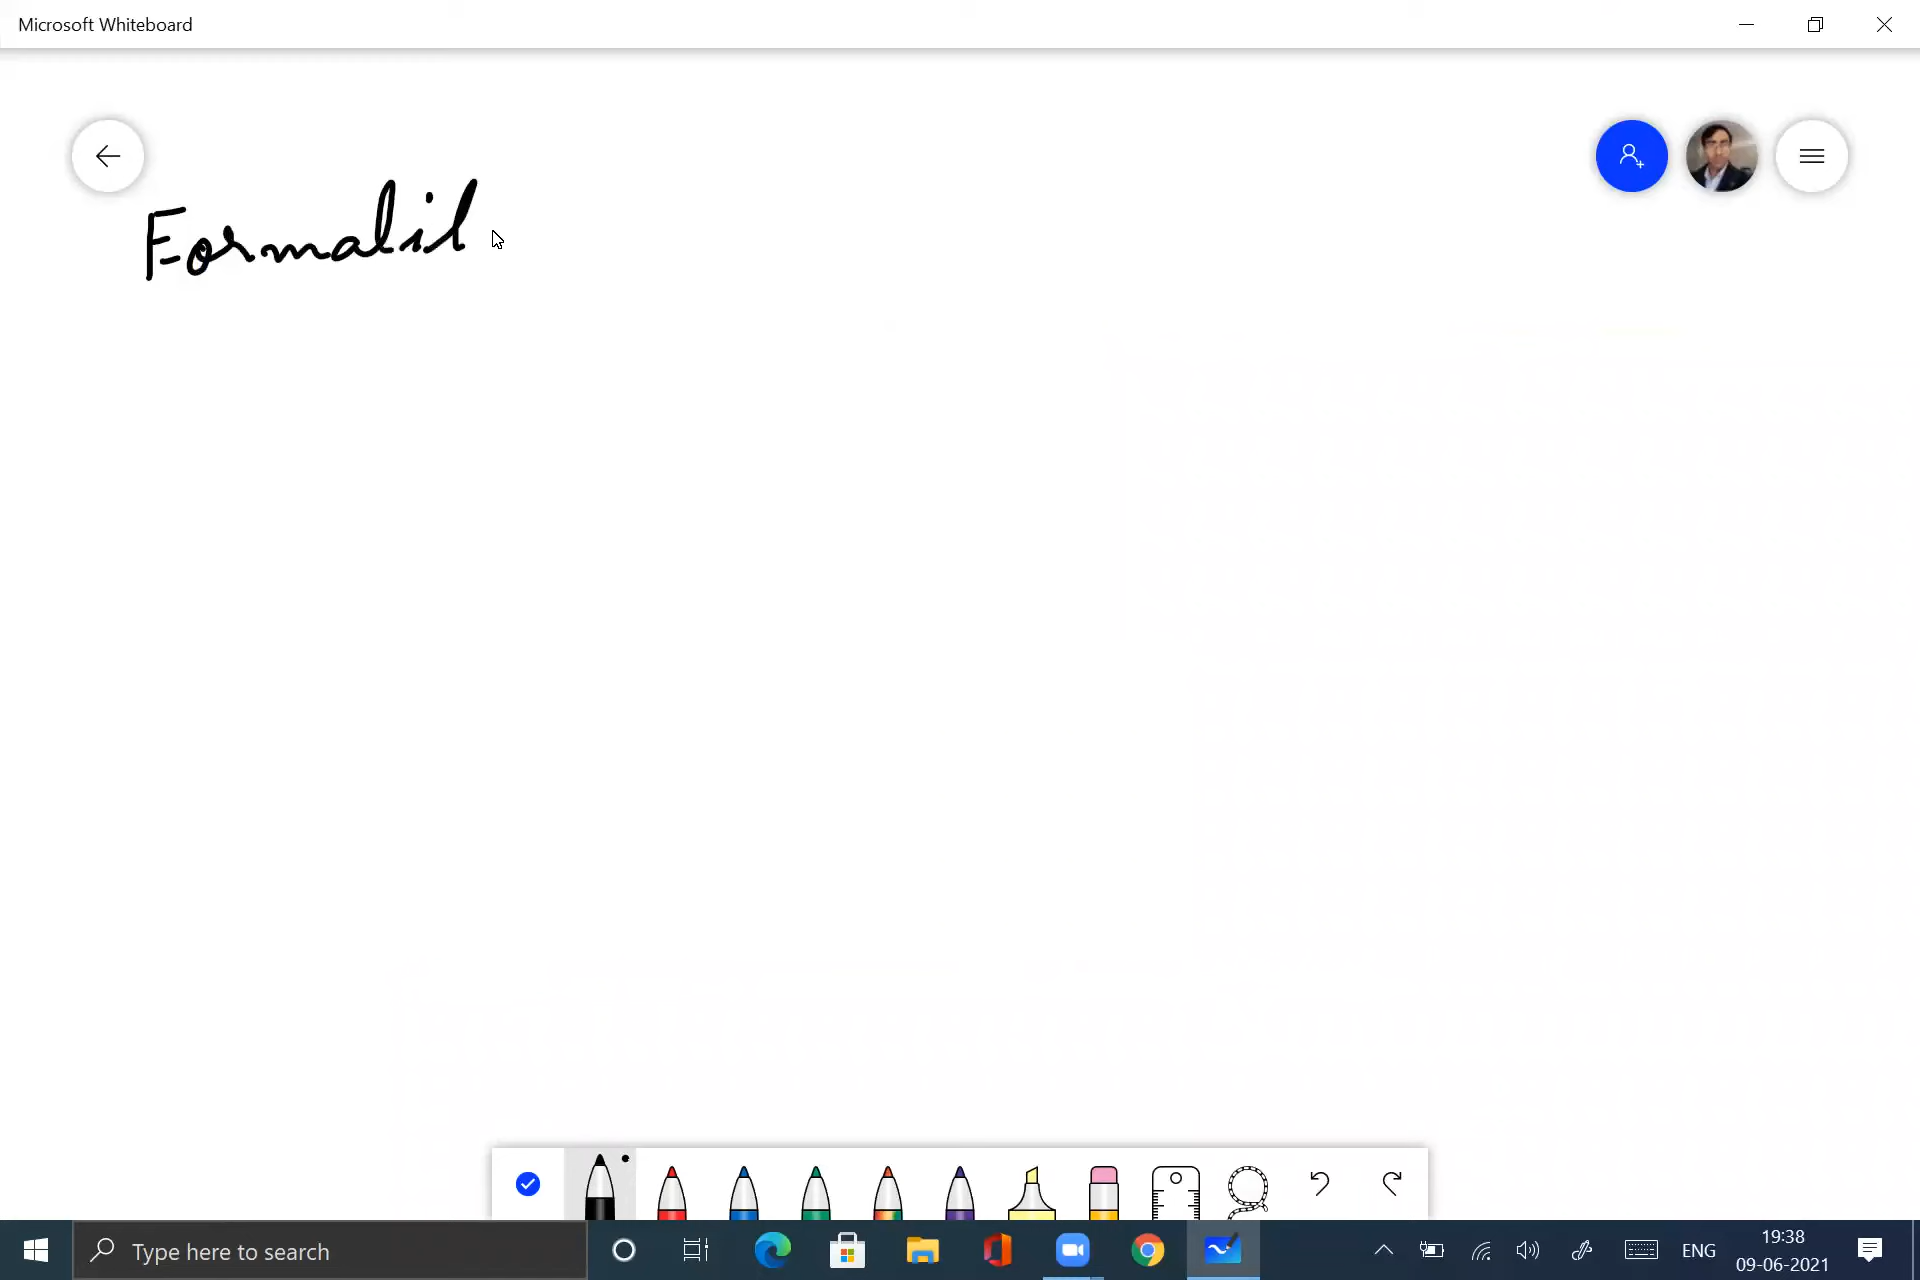 Microsoft Whiteboard
Formalil
Type here to search
ENG
19:38
09-06-2021